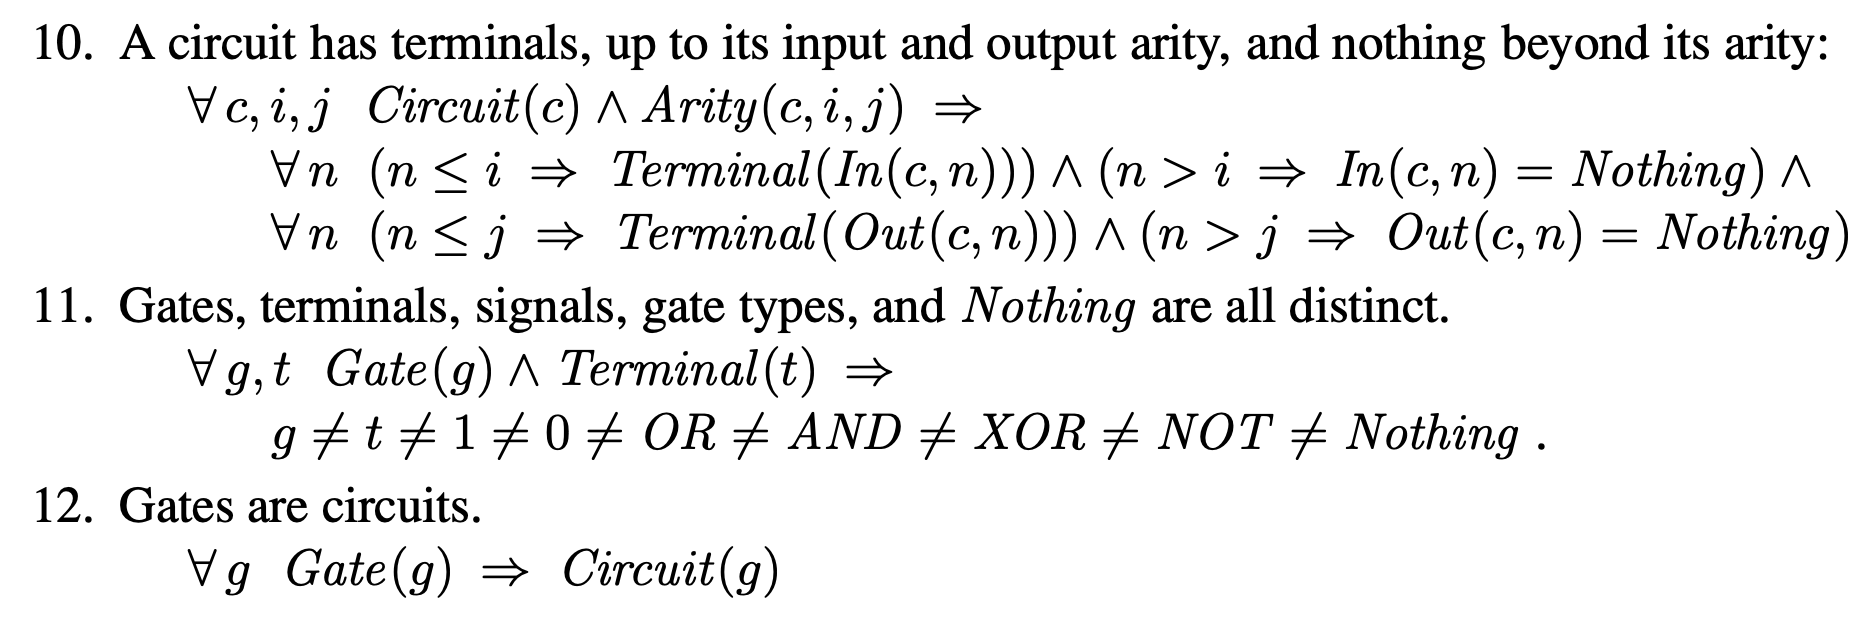 10. A circuit has terminals, up to its input and output arity, and nothing beyond its arity:
∀ c, i, j Circuit(c) ∧ Arity(c, i, j) ⇒
∀ n (n ≤ i ⇒ Terminal(In(c, n))) ∧ (n > i ⇒ In(c, n) = Nothing) ∧
∀ n (n ≤ j ⇒ Terminal(Out(c, n))) ∧ (n > j ⇒ Out(c, n) = Nothing)
11. Gates, terminals, signals, gate types, and Nothing are all distinct.
∀ g, t Gate(g) ∧ Terminal(t) ⇒
g ≠ t ≠ 1 ≠ 0 ≠ OR ≠ AND ≠ XOR ≠ NOT ≠ Nothing .
12. Gates are circuits.
∀ g Gate(g) ⇒ Circuit(g)